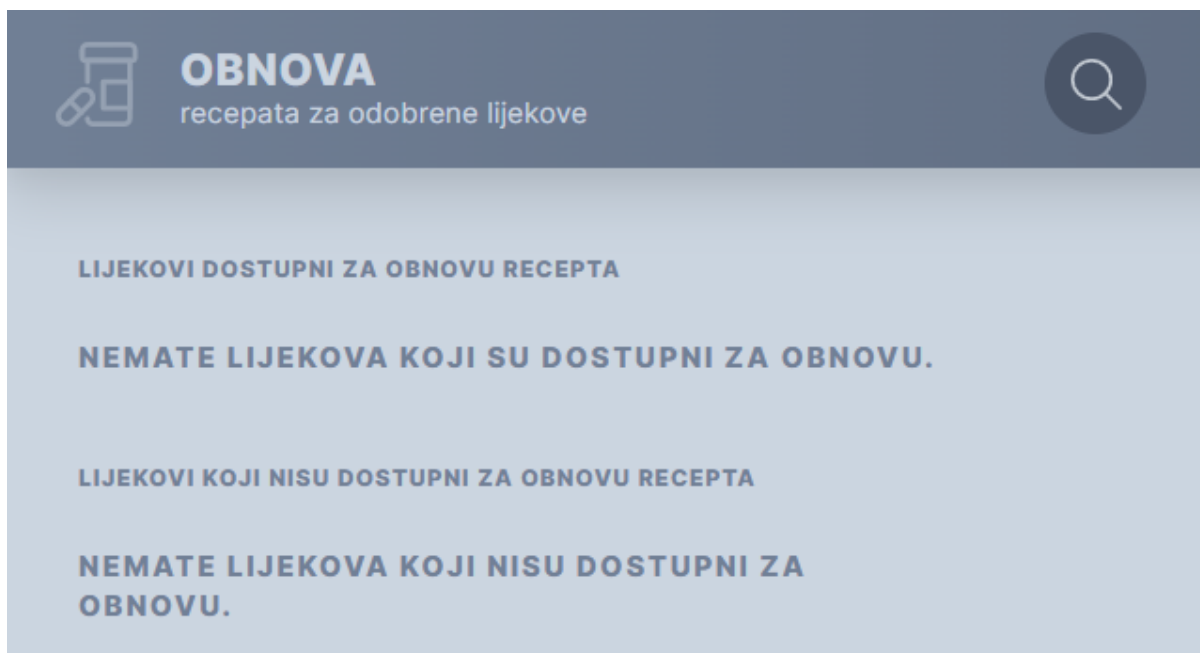 OBNOVA
recepata za odobrene lijekove
LIJEKOVI DOSTUPNI ZA OBNOVU RECEPTA
NEMATE LIJEKOVA KOJI SU DOSTUPNI ZA OBNOVU.
LIJEKOVI KOJI NISU DOSTUPNI ZA OBNOVU RECEPTA
NEMATE LIJEKOVA KOJI NISU DOSTUPNI ZA
OBNOVU.